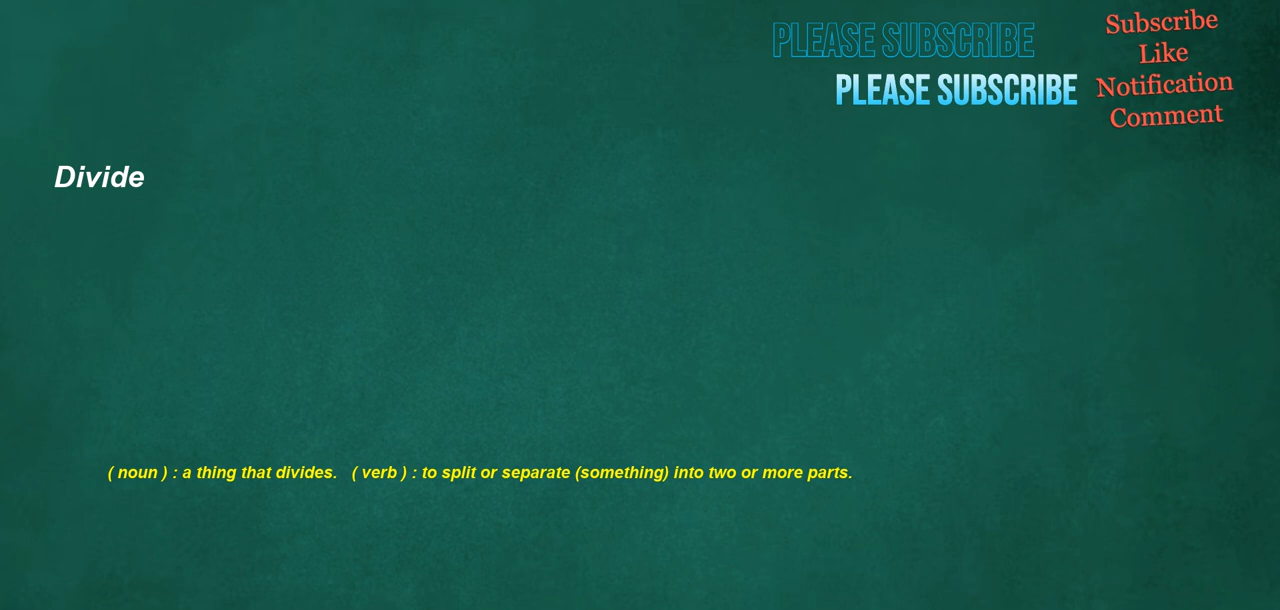 PLEASE SUBSCRIBE
PLEASE SUBSCRIBE
Subscribe
Like
Notification
Comment
Divide
( noun ) : a thing that divides. ( verb ) : to split or separate (something) into two or more parts.